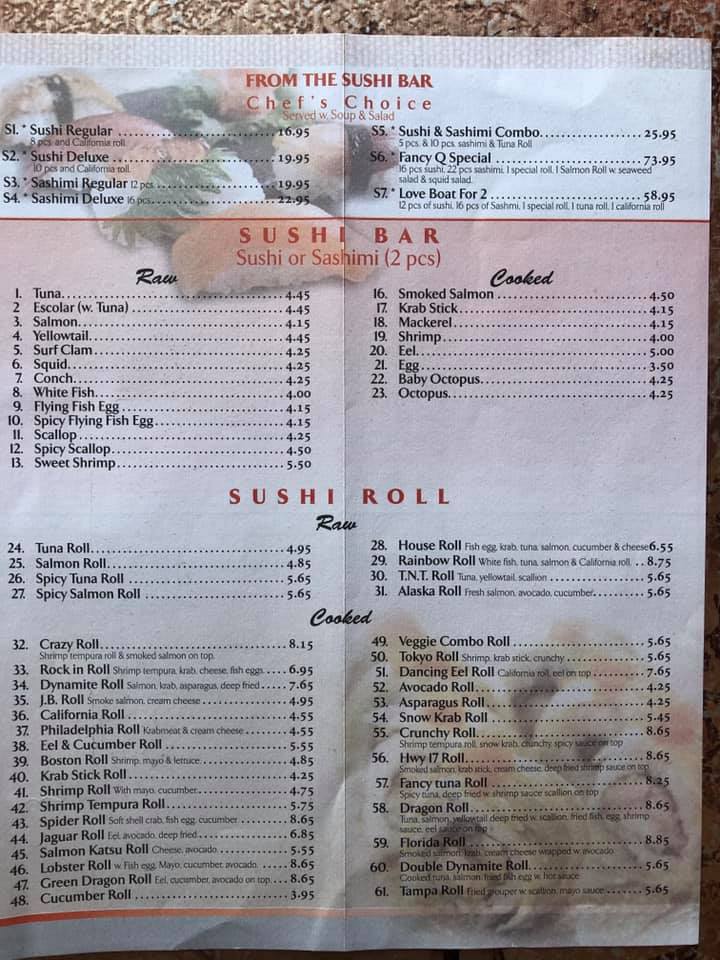 FROM THE SUSHI BAR
Chef's Choice
Served w. Soup & Salad
S1. * Sushi Regular 16.95
8 pcs. and California roll.
S2. * Sushi Deluxe 19.95
10 pcs and California roll.
S3. * Sashimi Regular 12 pcs. 19.95
S4. * Sashimi Deluxe 16 pcs. 22.95
S5. * Sushi & Sashimi Combo 25.95
5 pcs. & 10 pcs. sashimi & Tuna Roll
S6. * Fancy Q Special 73.95
16 pcs sushi, 22 pcs sashimi, 1 special roll, 1 Salmon Roll w. seaweed
salad & squid salad.
S7. * Love Boat For 2 58.95
12 pcs of sushi, 16 pcs of Sashmi, 1 special roll, 1 tuna roll, 1 california roll
SUSHI BAR
Sushi or Sashimi (2 pcs)
Raw
1. Tuna 4.45
2 Escolar (w. Tuna) 4.45
3. Salmon 4.15
4. Yellowtail 4.45
5. Surf Clam 4.25
6. Squid 4.25
7. Conch 4.25
8. White Fish 4.00
9. Flying Fish Egg 4.15
10. Spicy Flying Fish Egg 4.15
11. Scallop 4.25
12. Spicy Scallop 4.50
13. Sweet Shrimp 5.50
Cooked
16. Smoked Salmon 4.50
17. Krab Stick 4.15
18. Mackerel 4.15
19. Shrimp 4.00
20. Eel 5.00
21. Egg 3.50
22. Baby Octopus 4.25
23. Octopus 4.25
SUSHI ROLL
Raw
24. Tuna Roll 4.95
25. Salmon Roll 4.85
26. Spicy Tuna Roll 5.65
27. Spicy Salmon Roll 5.65
28. House Roll Fish egg, krab, tuna, salmon, cucumber & cheese 6.55
29. Rainbow Roll White fish, tuna, salmon & California roll. 8.75
30. T.N.T. Roll Tuna, yellowtail, scallion 5.65
31. Alaska Roll Fresh salmon, avocado, cucumber 5.65
Cooked
32. Crazy Roll 8.15
Shrimp tempura roll & smoked salmon on top.
33. Rock in Roll Shrimp tempura, krab, cheese, fish eggs 6.95
34. Dynamite Roll Salmon, krab, asparagus, deep fried 7.65
35. J.B. Roll Smoke salmon, cream cheese 4.95
36. California Roll 4.55
37. Philadelphia Roll Krabmeat & cream cheese 4.55
38. Eel & Cucumber Roll 5.55
39. Boston Roll Shrimp, mayo & lettuce 4.85
40. Krab Stick Roll 4.25
41. Shrimp Roll With mayo, cucumber 4.75
42. Shrimp Tempura Roll 5.75
43. Spider Roll Soft shell crab, fish egg, cucumber 8.65
44. Jaguar Roll Eel, avocado, deep fried 6.85
45. Salmon Katsu Roll Cheese, avocado 5.55
46. Lobster Roll w. Fish egg, Mayo, cucumber, avocado. 8.65
47. Green Dragon Roll Eel, cucumber, avocado on top 8.65
48. Cucumber Roll 3.95
49. Veggie Combo Roll 5.65
50. Tokyo Roll Shrimp, krab stick, crunchy 5.65
51. Dancing Eel Roll California roll, eel on top 7.65
52. Avocado Roll 4.25
53. Asparagus Roll 4.25
54. Snow Krab Roll 5.45
55. Crunchy Roll 8.65
Shrimp tempura roll, snow krab, crunchy, spicy sauce on top
56. Hwy 17 Roll 8.65
Smoked salmon, krab stick, cream cheese, deep fried shrimp sauce on top
57. Fancy tuna Roll 8.25
Spicy tuna, deep fried w. shrimp sauce scallion on top
58. Dragon Roll 8.65
Tuna, salmon, yellowtail deep fried w. scallion, fried fish, egg, shrimp
sauce, eel sauce on top
59. Florida Roll 8.85
Smoked salmon, krab, cream cheese wrapped w. avocado
60. Double Dynamite Roll 5.65
Cooked tuna, salmon, fried fish egg w. hot sauce
61. Tampa Roll Fried grouper w. scallion, mayo sauce 5.65